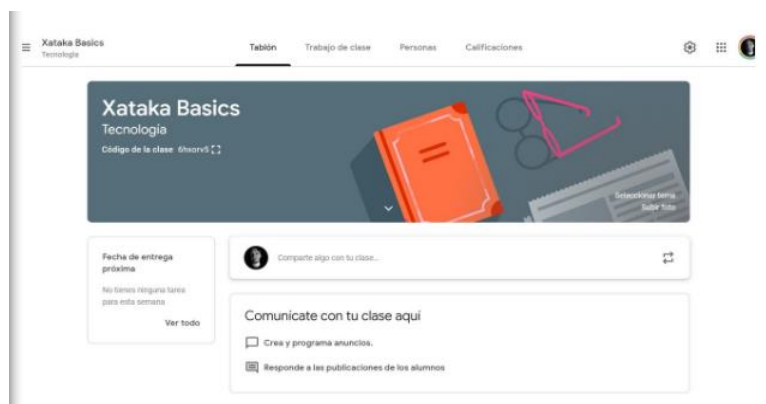 Xataka Basics
Tecnología
Tablón
Trabajo de clase
Personas
Calificaciones
Xataka Basics
Tecnología
Código de la clase
Seleccionar tema
Subir foto
Fecha de entrega
próxima
No tienes ninguna tarea
para esta semana
Ver todo
Comparte algo con tu clase...
Comunícate con tu clase aquí
Crea y programa anuncios.
Responde a las publicaciones de los alumnos